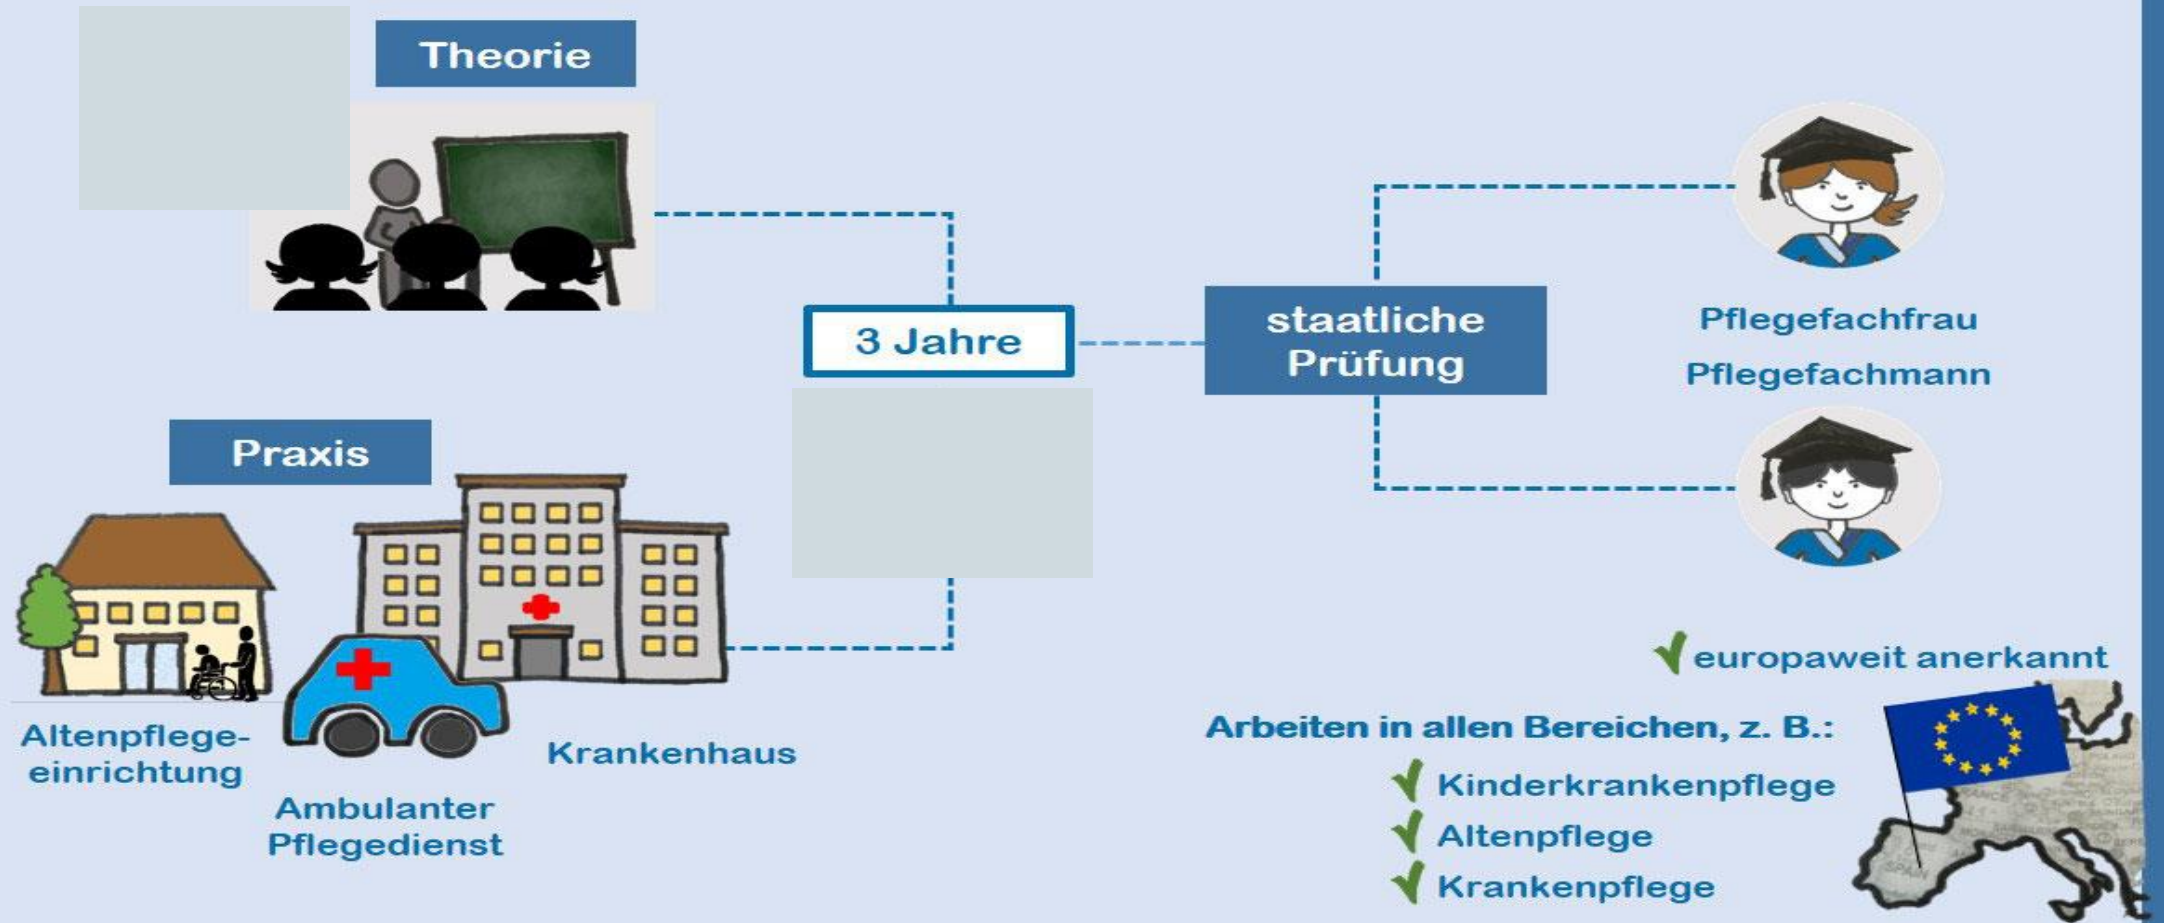 Theorie
3 Jahre
staatliche
Prüfung
Pflegefachfrau
Pflegefachmann
Praxis
Altenpflege-
einrichtung
Ambulanter
Pflegedienst
Krankenhaus
europaweit anerkannt
Arbeiten in allen Bereichen, z. B.:
Kinderkrankenpflege
Altenpflege
Krankenpflege
SPAIN